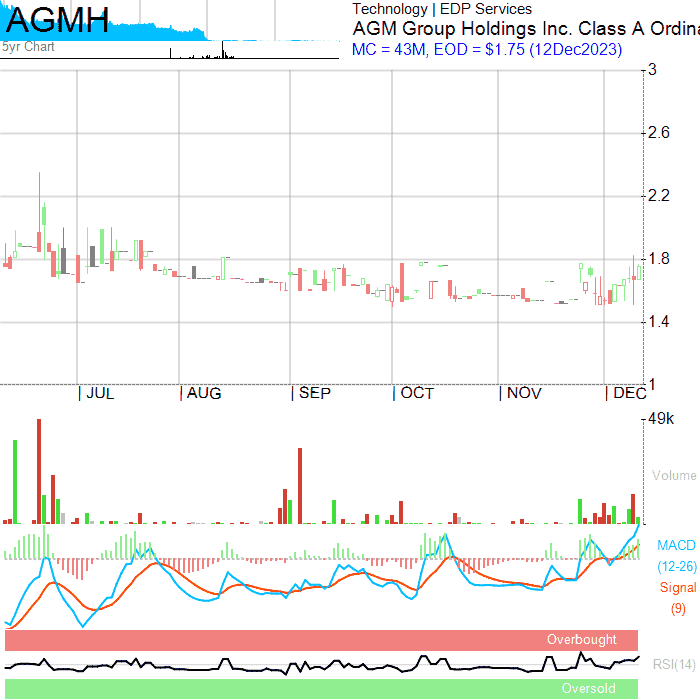 AGMH
5yr Chart
Technology | EDP Services
AGM Group Holdings Inc. Class A Ordina
MC = 43M, EOD = $1.75 (12Dec2023)
3
2.6
2.2
1.8
1.4
1
| JUL | AUG | SEP | OCT | NOV | DEC
49k
Volume
MACD
(12-26)
Signal
(9)
Overbought
RSI(14)
Oversold